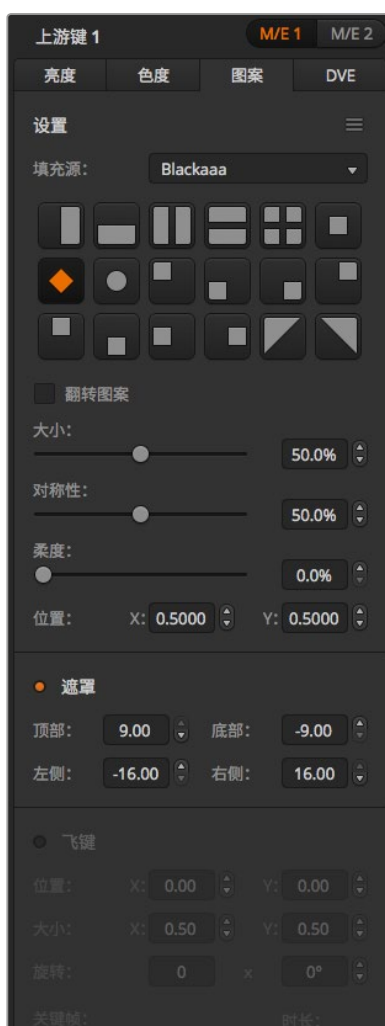 上游键 1 M/E 1 M/E 2
亮度 色度 图案 DVE
设置
填充源： Blackaaa
翻转图案
大小：
50.0%
对称性：
50.0%
柔度：
0.0%
位置： X: 0.5000 Y: 0.5000
遮罩
顶部： 9.00 底部： -9.00
左侧： -16.00 右侧： 16.00
飞键
位置： X: 0.00 Y: 0.00
大小： X: 0.50 Y: 0.50
旋转： 0 x 0°
关键帧： 时长：